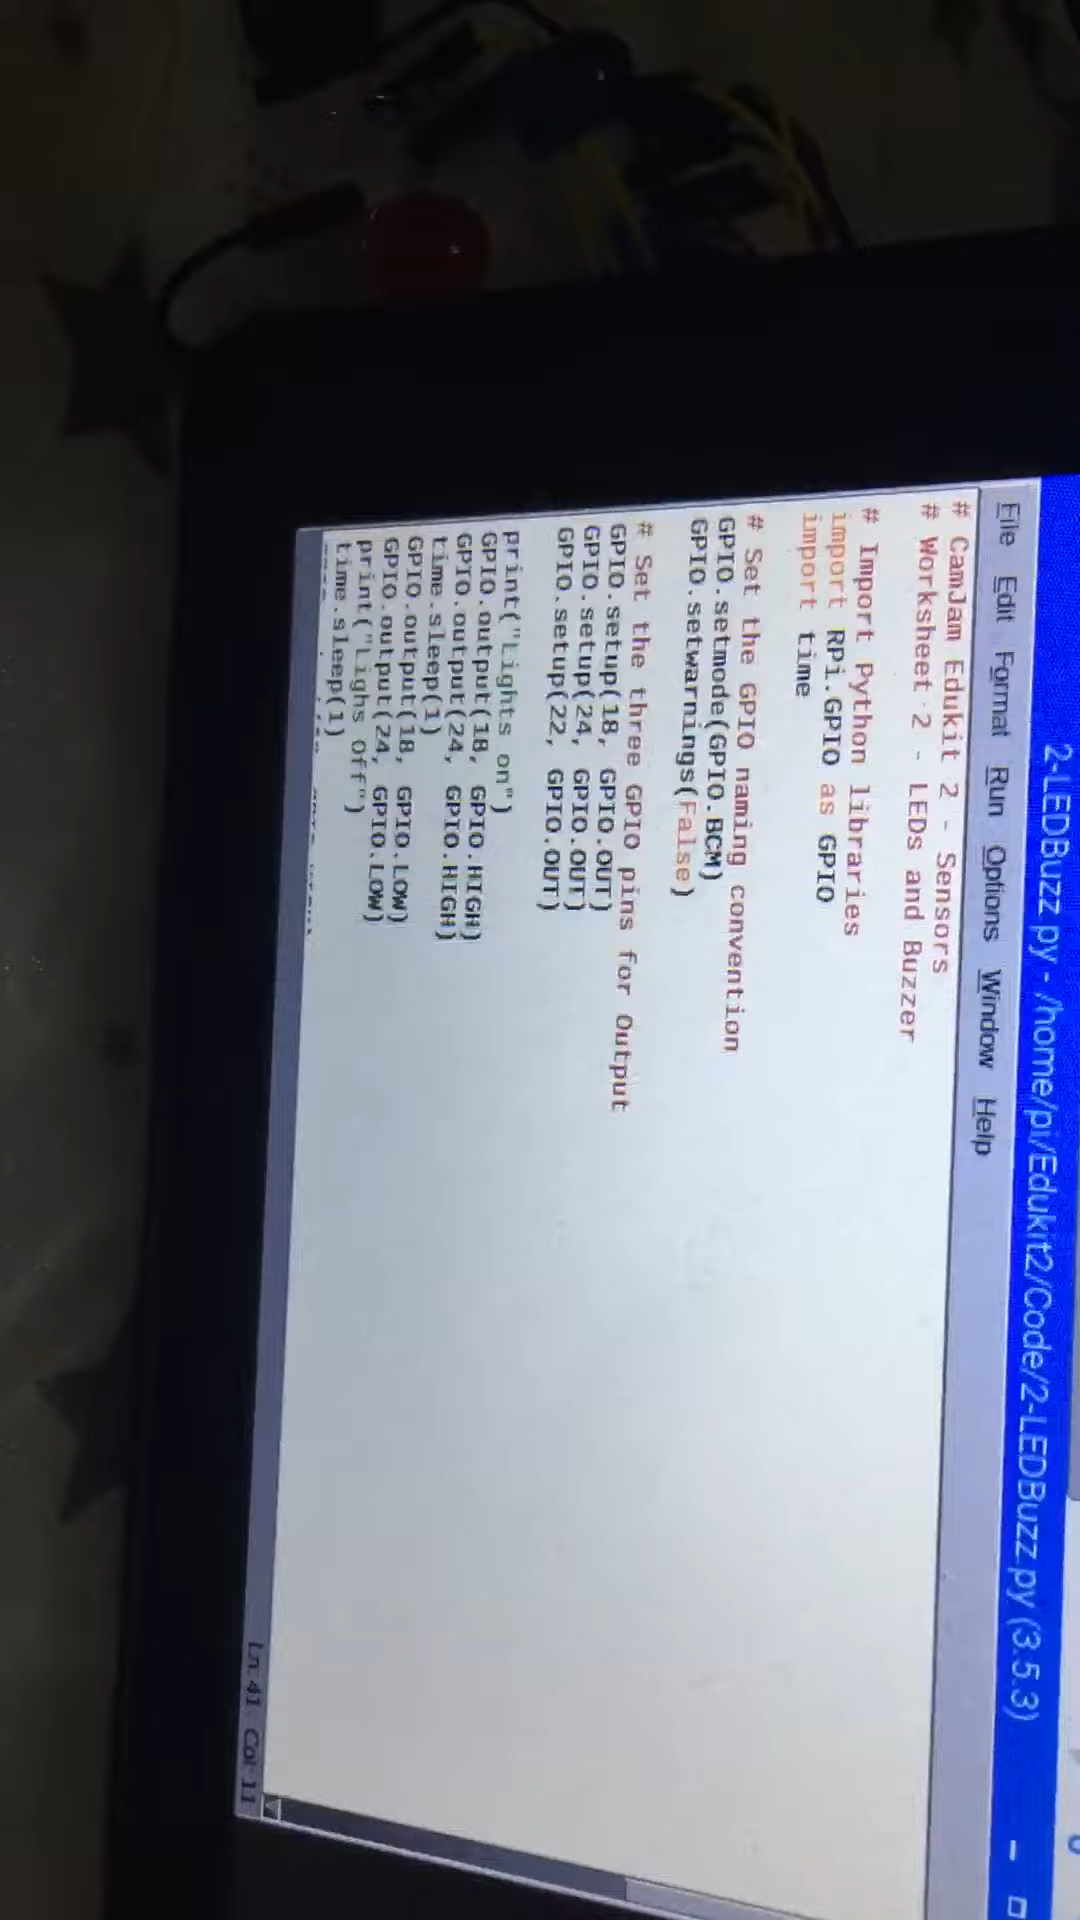 2-LEDBuzz.py - /home/pi/Edukit2/Code/2-LEDBuzz.py (3.5.3)
File Edit Format Run Options Window Help
# CamJam Edukit 2 - Sensors
# Worksheet 2 - LEDs and Buzzer
# Import Python libraries
import RPi.GPIO as GPIO
import time
# Set the GPIO naming convention
GPIO.setmode(GPIO.BCM)
GPIO.setwarnings(False)
# Set the three GPIO pins for Output
GPIO.setup(18, GPIO.OUT)
GPIO.setup(24, GPIO.OUT)
GPIO.setup(22, GPIO.OUT)
print("Lights on")
GPIO.output(18, GPIO.HIGH)
GPIO.output(24, GPIO.HIGH)
time.sleep(1)
GPIO.output(18, GPIO.LOW)
GPIO.output(24, GPIO.LOW)
print("Lighs Off")
time.sleep(1)
Ln: 41 Col: 11